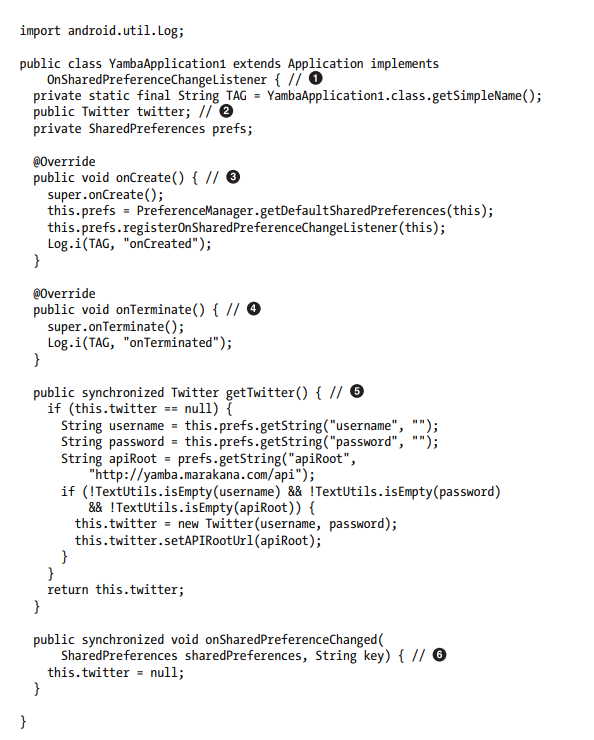 import android.util.Log;
public class YambaApplication1 extends Application implements
OnSharedPreferenceChangeListener { // ❶
private static final String TAG = YambaApplication1.class.getSimpleName();
public Twitter twitter; // ❷
private SharedPreferences prefs;
@Override
public void onCreate() { // ❸
super.onCreate();
this.prefs = PreferenceManager.getDefaultSharedPreferences(this);
this.prefs.registerOnSharedPreferenceChangeListener(this);
Log.i(TAG, "onCreated");
}
@Override
public void onTerminate() { // ❹
super.onTerminate();
Log.i(TAG, "onTerminated");
}
public synchronized Twitter getTwitter() { // ❺
if (this.twitter == null) {
String username = this.prefs.getString("username", "");
String password = this.prefs.getString("password", "");
String apiRoot = prefs.getString("apiRoot",
"http://yamba.marakana.com/api");
if (!TextUtils.isEmpty(username) && !TextUtils.isEmpty(password)
&& !TextUtils.isEmpty(apiRoot)) {
this.twitter = new Twitter(username, password);
this.twitter.setAPIRootUrl(apiRoot);
}
}
return this.twitter;
}
public synchronized void onSharedPreferenceChanged(
SharedPreferences sharedPreferences, String key) { // ❻
this.twitter = null;
}
}